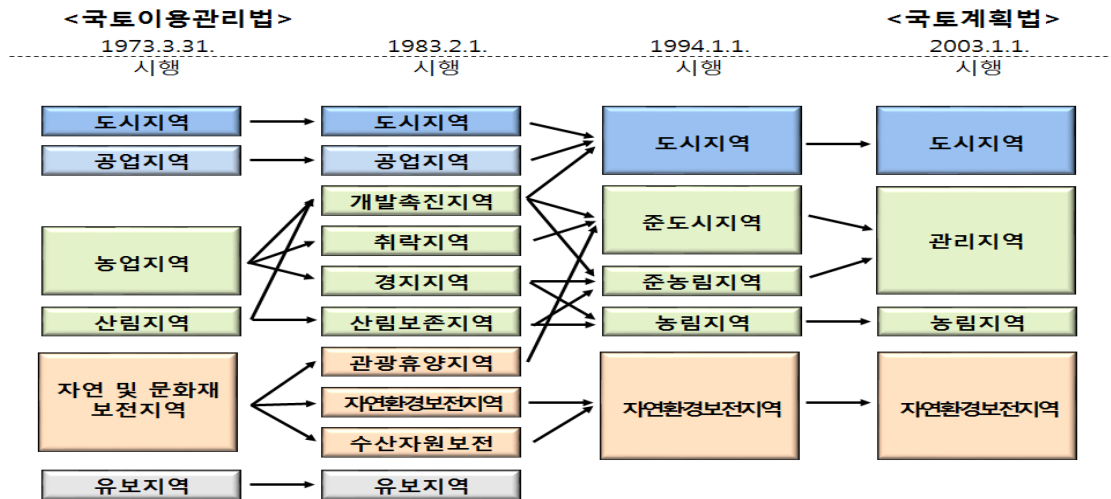 <국토이용관리법>
<국토계획법>
1973.3.31.
1983.2.1.
1994.1.1.
2003.1.1.
시행
시행
시행
시행
도시지역
공업지역
농업지역
산림지역
자연 및 문화재
보전지역
유보지역
도시지역
공업지역
개발촉진지역
취락지역
경지지역
산림보존지역
관광휴양지역
자연환경보전지역
수산자원보전
유보지역
도시지역
준도시지역
준농림지역
농림지역
자연환경보전지역
도시지역
관리지역
농림지역
자연환경보전지역